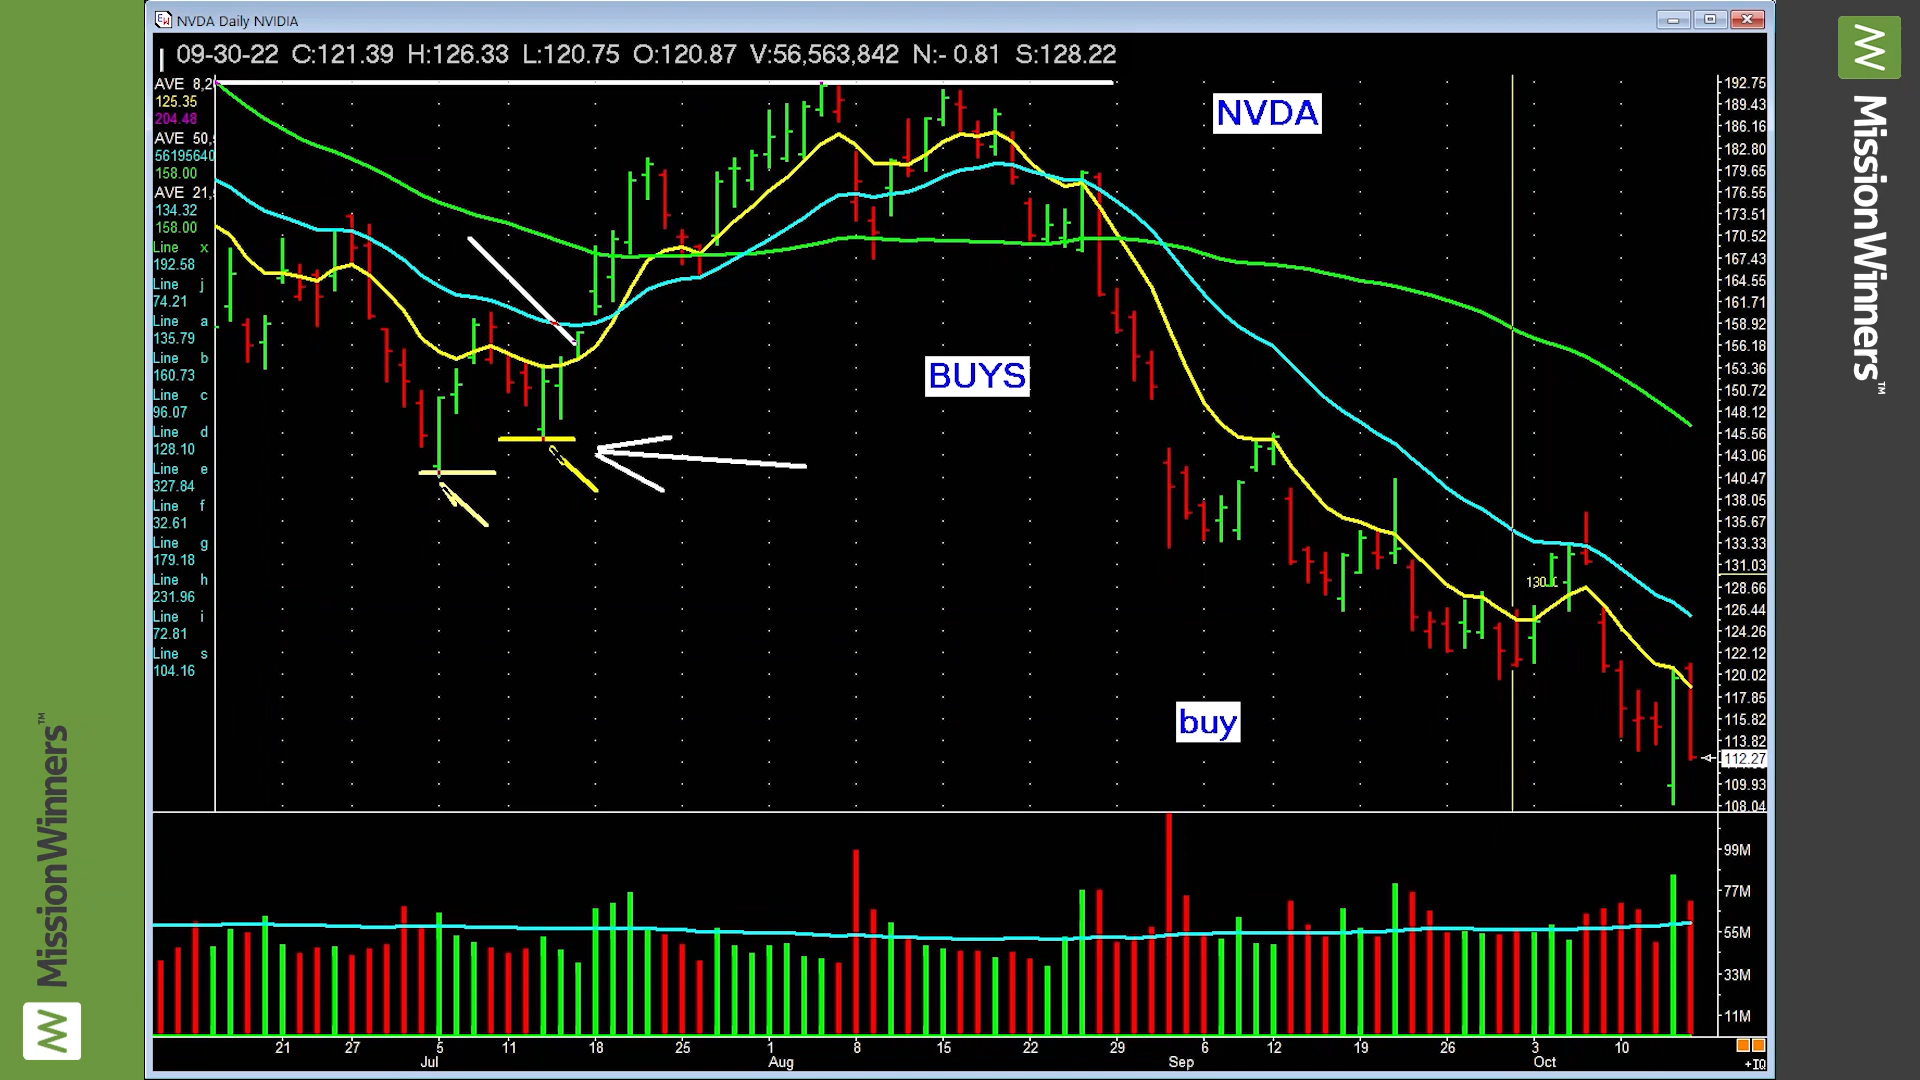 NVDA Daily NVIDIA
09-30-22 C:121.39 H:126.33 L:120.75 O:120.87 V:56,563,842 N:- 0.81 S:128.22
AVE 8,2
125.35
204.48
AVE 50,
56195640
158.00
AVE 21,
134.32
158.00
Line x
192.58
Line j
74.21
Line a
135.79
Line b
160.73
Line c
96.07
Line d
128.10
Line e
327.84
Line f
32.61
Line g
179.18
Line h
231.96
Line i
72.81
Line s
104.16
NVDA
BUYS
buy
130.
192.75
189.43
186.16
182.80
179.65
176.55
173.51
170.52
167.43
164.55
161.71
158.92
156.18
153.36
150.72
148.12
145.56
143.06
140.47
138.05
135.67
133.33
131.03
128.66
126.44
124.26
122.12
120.02
117.85
115.82
113.82
112.27
109.93
108.04
99M
77M
55M
33M
11M
21 27 5 11 18 25 1 8 15 22 29 6 12 19 26 3 10
Jul Aug Sep Oct
+IQ
MissionWinners™
MissionWinners™